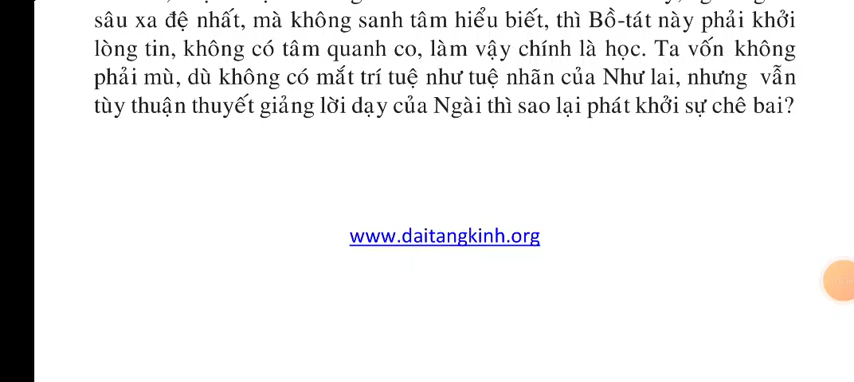 sâu xa đệ nhất, mà không sanh tâm hiểu biết, thì Bồ-tát này phải khởi
lòng tin, không có tâm quanh co, làm vậy chính là học. Ta vốn không
phải mù, dù không có mắt trí tuệ như tuệ nhãn của Như lai, nhưng vẫn
tùy thuận thuyết giảng lời dạy của Ngài thì sao lại phát khởi sự chê bai?
www.daitangkinh.org